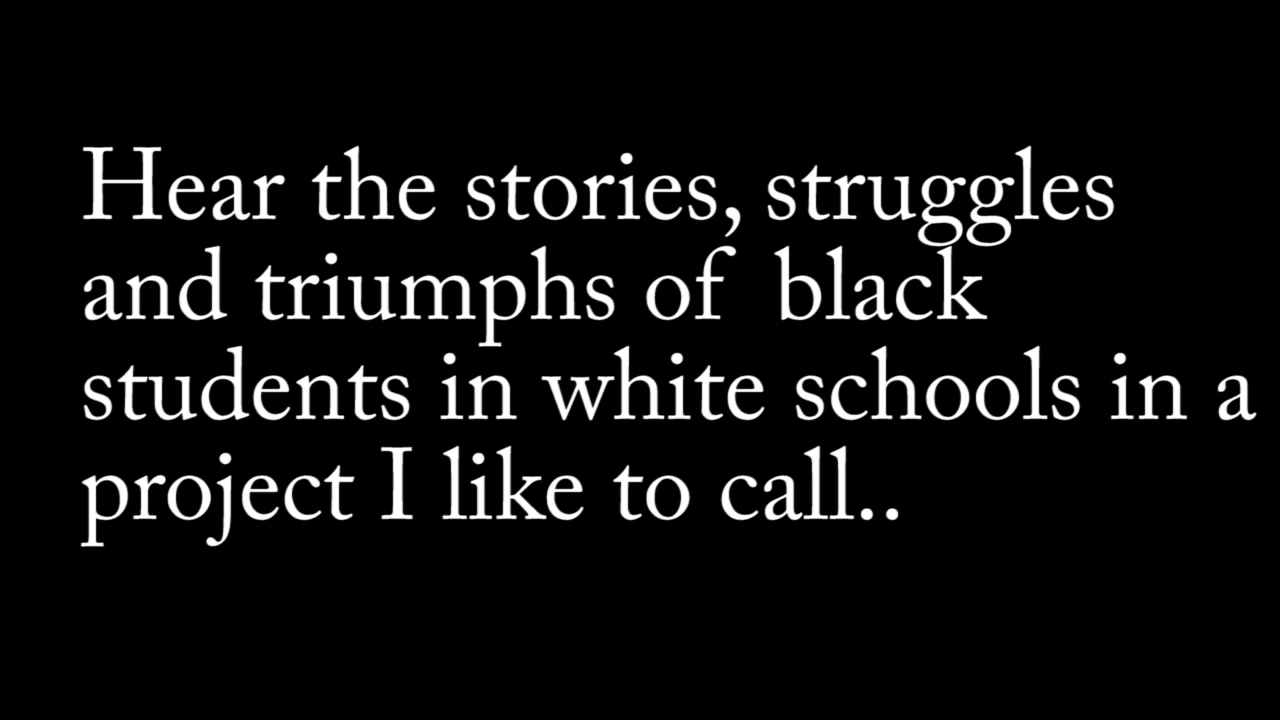 Hear the stories, struggles
and triumphs of  black
students in white schools in a
project I like to call..